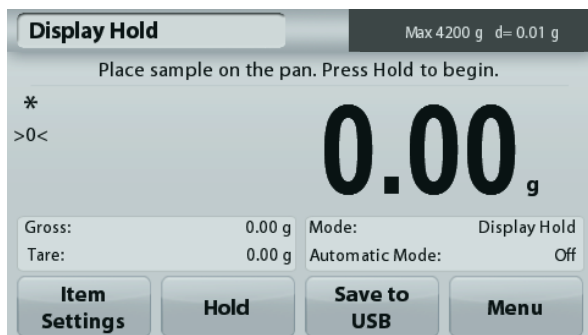 Display Hold
Max 4200 g d= 0.01 g
Place sample on the pan. Press Hold to begin.
*
>0<
0.00 g
Gross: 0.00 g
Tare: 0.00 g
Mode: Display Hold
Automatic Mode: Off
Item
Settings
Hold
Save to
USB
Menu